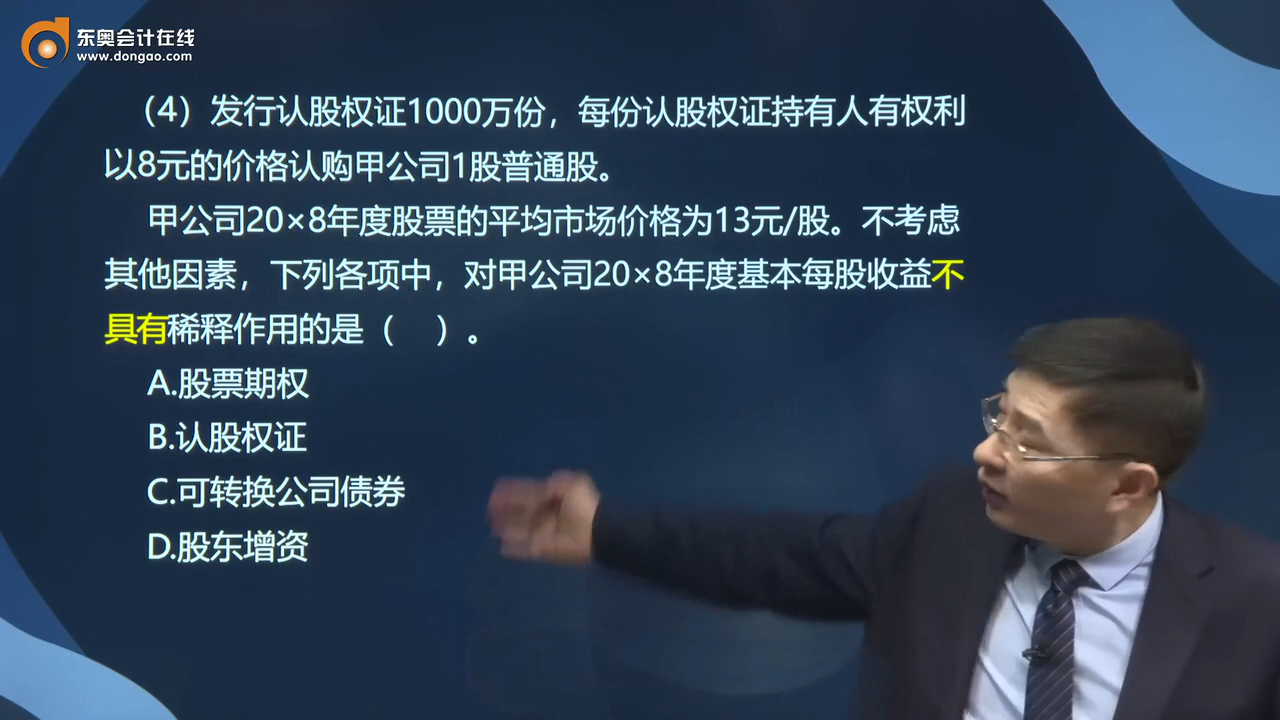 东奥会计在线
www.dongao.com
（4）发行认股权证1000万份，每份认股权证持有人有权利
以8元的价格认购甲公司1股普通股。
甲公司20×8年度股票的平均市场价格为13元/股。不考虑
其他因素，下列各项中，对甲公司20×8年度基本每股收益不
具有稀释作用的是（　）。
A.股票期权
B.认股权证
C.可转换公司债券
D.股东增资